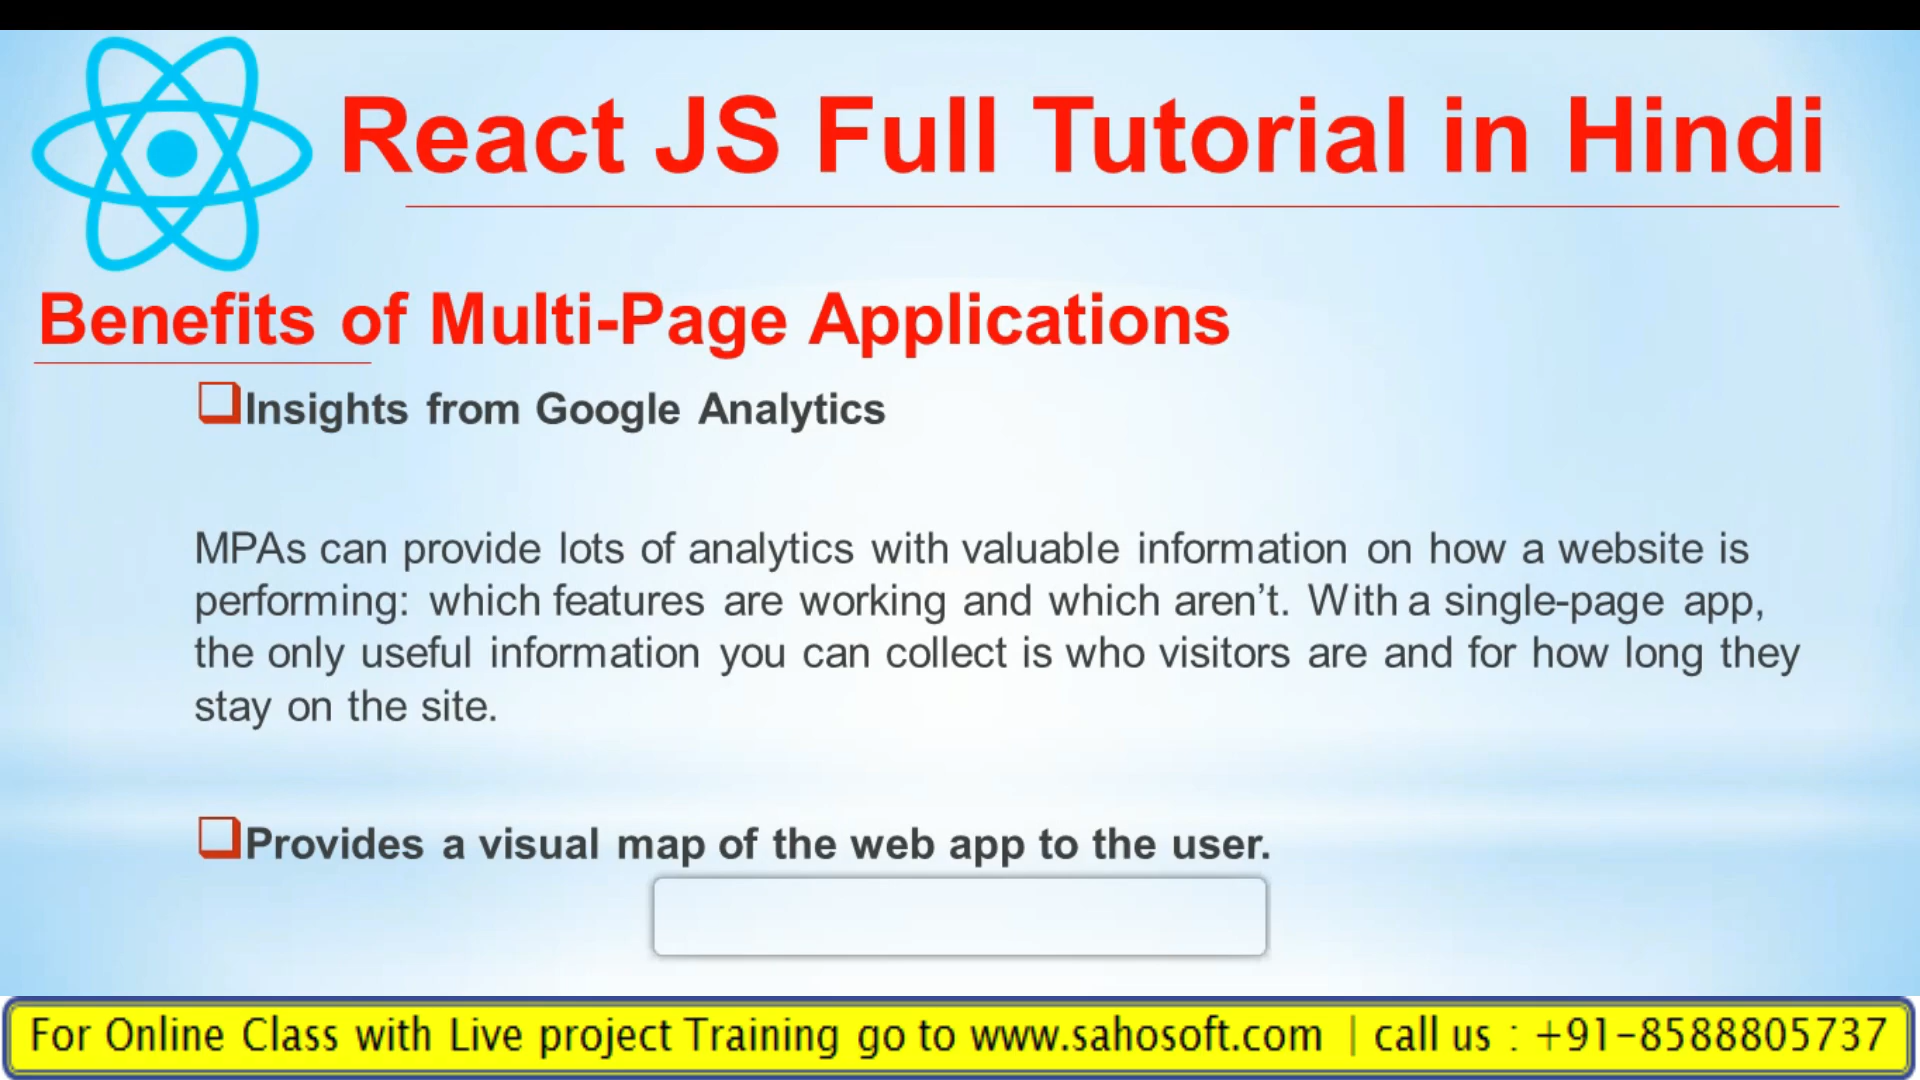 React JS Full Tutorial in Hindi
Benefits of Multi-Page Applications
Insights from Google Analytics
MPAs can provide lots of analytics with valuable information on how a website is
performing: which features are working and which aren’t. With a single-page app,
the only useful information you can collect is who visitors are and for how long they
stay on the site.
Provides a visual map of the web app to the user.
For Online Class with Live project Training go to www.sahosoft.com | call us : +91-8588805737